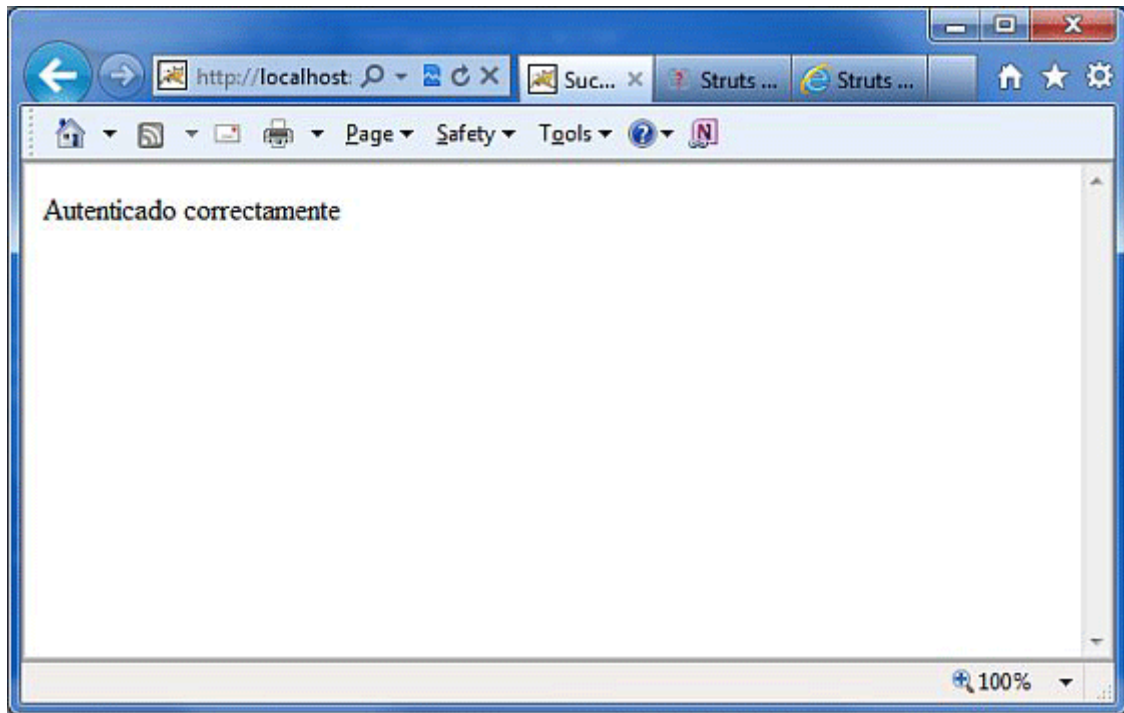 http://localhost: Suc... Struts ... Struts ...
Page Safety Tools
Autenticado correctamente
100%